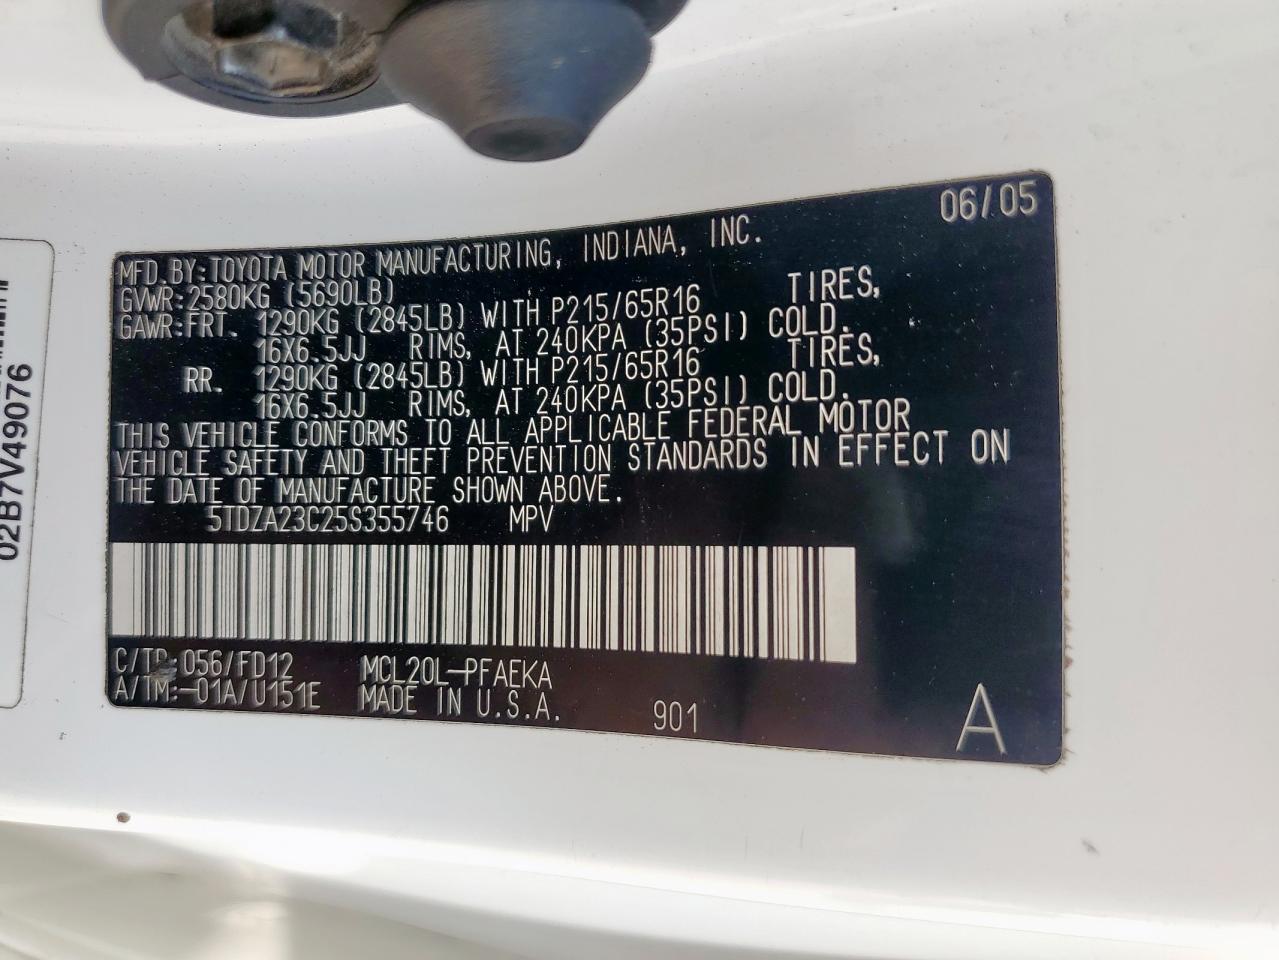 06/05
MFD.BY:TOYOTA MOTOR MANUFACTURING, INDIANA, INC.
GVWR:2580KG (5690LB)
GAWR:FRT. 1290KG (2845LB) WITH P215/65R16 TIRES,
16X6.5JJ RIMS, AT 240KPA (35PSI) COLD.
RR. 1290KG (2845LB) WITH P215/65R16 TIRES,
16X6.5JJ RIMS, AT 240KPA (35PSI) COLD.
THIS VEHICLE CONFORMS TO ALL APPLICABLE FEDERAL MOTOR
VEHICLE SAFETY AND THEFT PREVENTION STANDARDS IN EFFECT ON
THE DATE OF MANUFACTURE SHOWN ABOVE.
5TDZA23C25S355746 MPV
C/TR:056/FD12 MCL20L-PFAEKA
A/TM:-01A/U151E MADE IN U.S.A. 901 A
02B7V49076